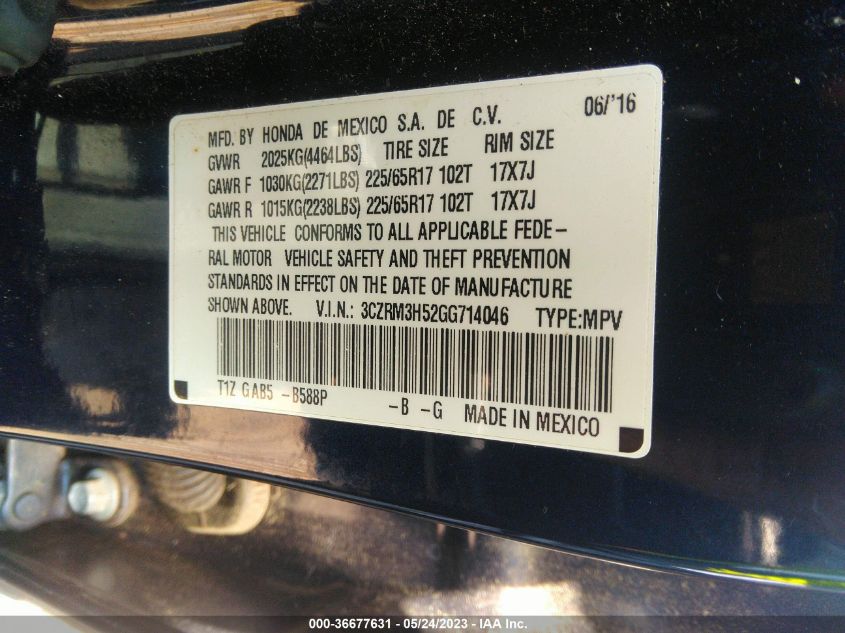 06/'16
MFD. BY HONDA DE MEXICO S.A. DE C.V.
GVWR 2025KG(4464LBS) TIRE SIZE RIM SIZE
GAWR F 1030KG(2271LBS) 225/65R17 102T 17X7J
GAWR R 1015KG(2238LBS) 225/65R17 102T 17X7J
THIS VEHICLE CONFORMS TO ALL APPLICABLE FEDE-
RAL MOTOR VEHICLE SAFETY AND THEFT PREVENTION
STANDARDS IN EFFECT ON THE DATE OF MANUFACTURE
SHOWN ABOVE. V.I.N.: 3CZRM3H52GG714046 TYPE:MPV
T1Z GAB5 -B588P -B -G MADE IN MEXICO
000-36677631 - 05/24/2023 - IAA Inc.